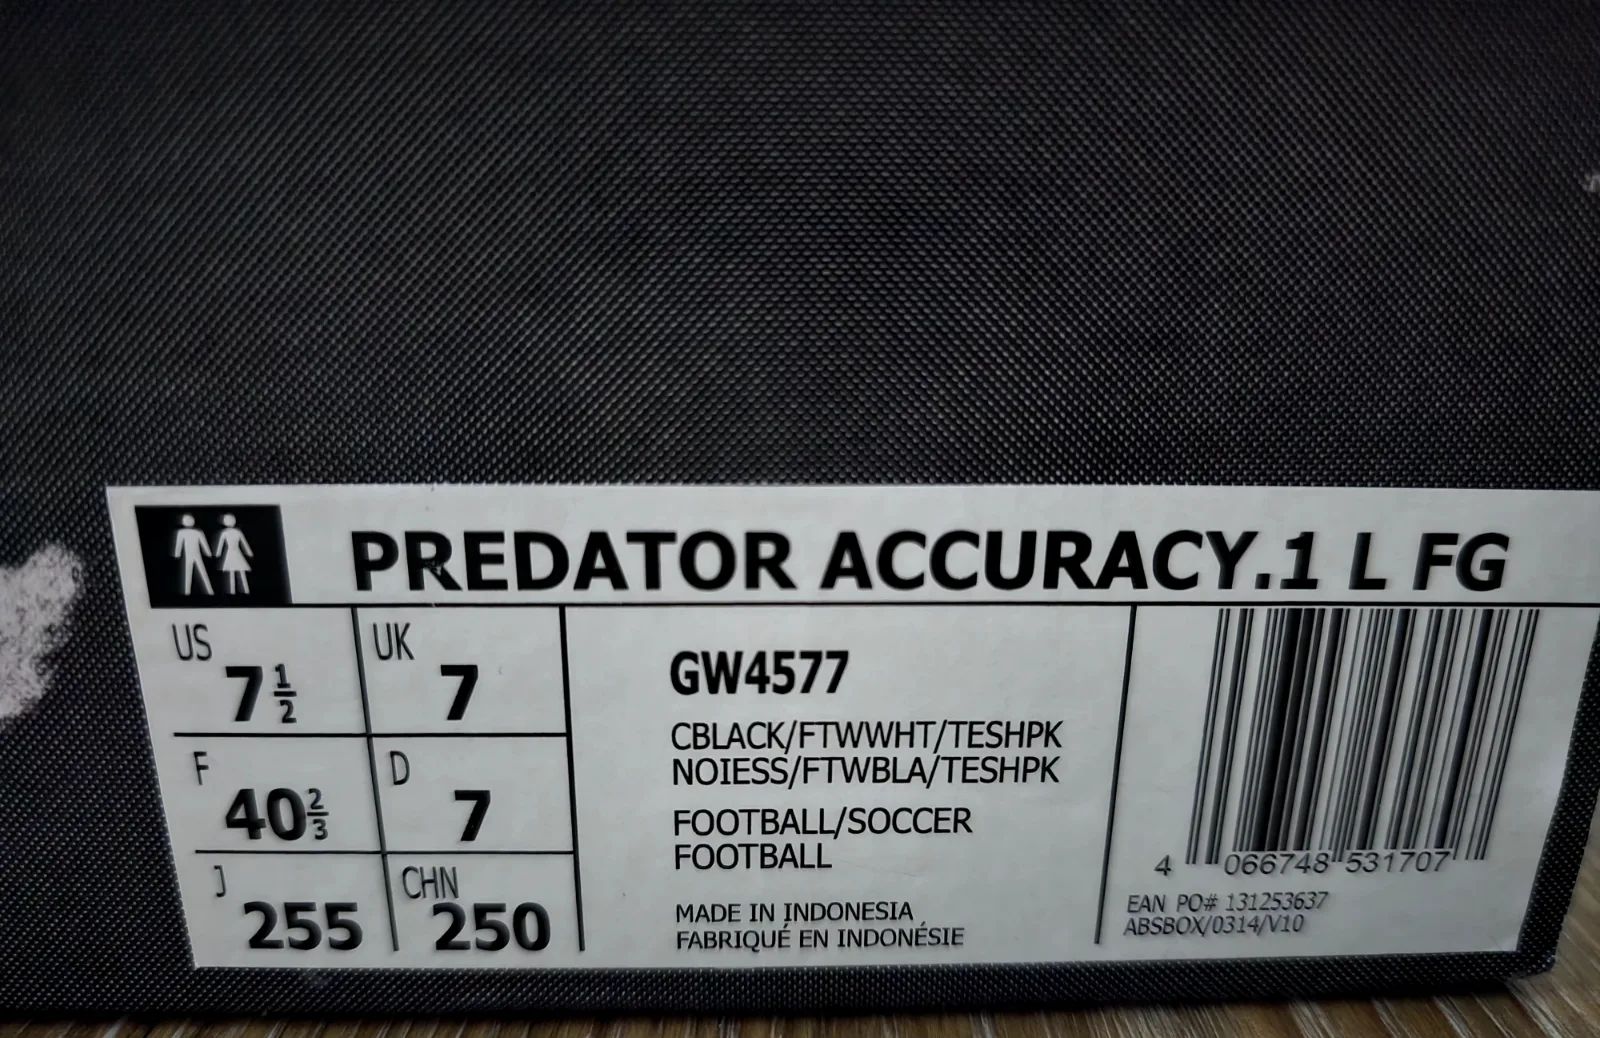 PREDATOR ACCURACY.1 L FG
US 7 1/2
UK 7
F 40 2/3
D 7
J 255
CHN 250
GW4577
CBLACK/FTWWHT/TESHPK
NOIESS/FTWBLA/TESHPK
FOOTBALL/SOCCER
FOOTBALL
MADE IN INDONESIA
FABRIQUÉ EN INDONÉSIE
4 066748 531707
EAN PO# 131253637
ABSBOX/0314/V10